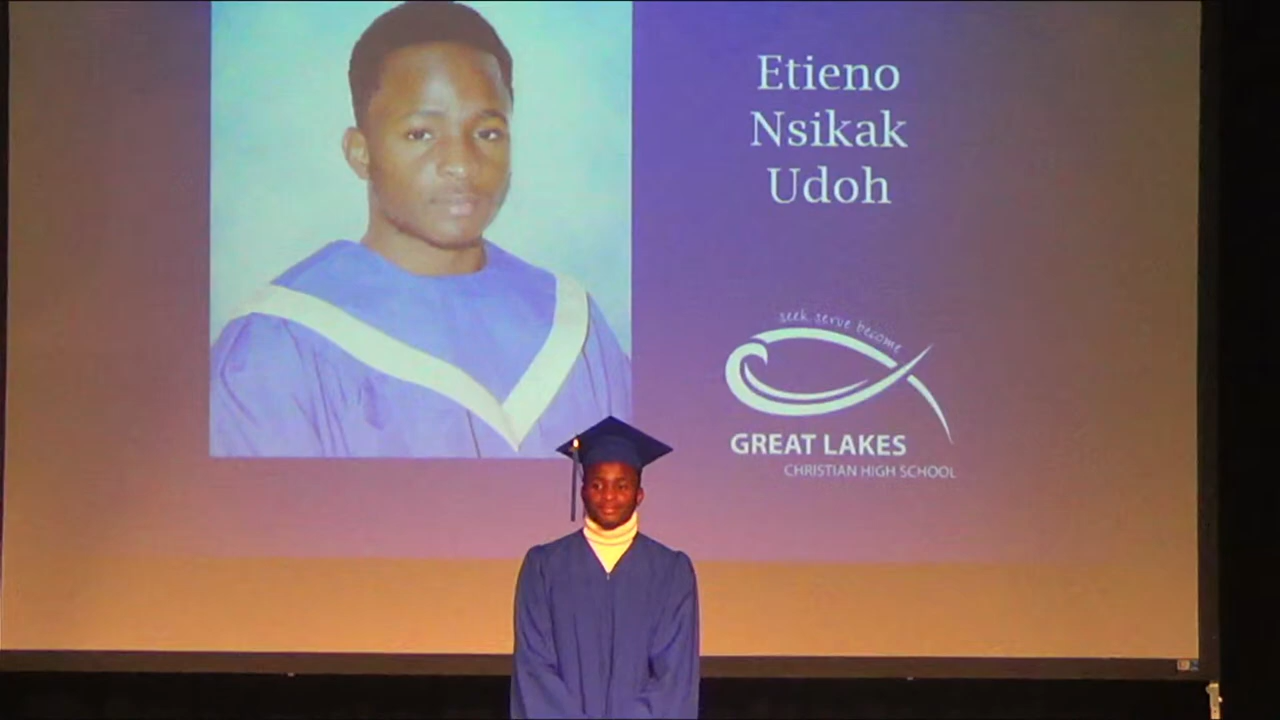 Etieno
Nsikak
Udoh
seek serve become
GREAT LAKES
CHRISTIAN HIGH SCHOOL